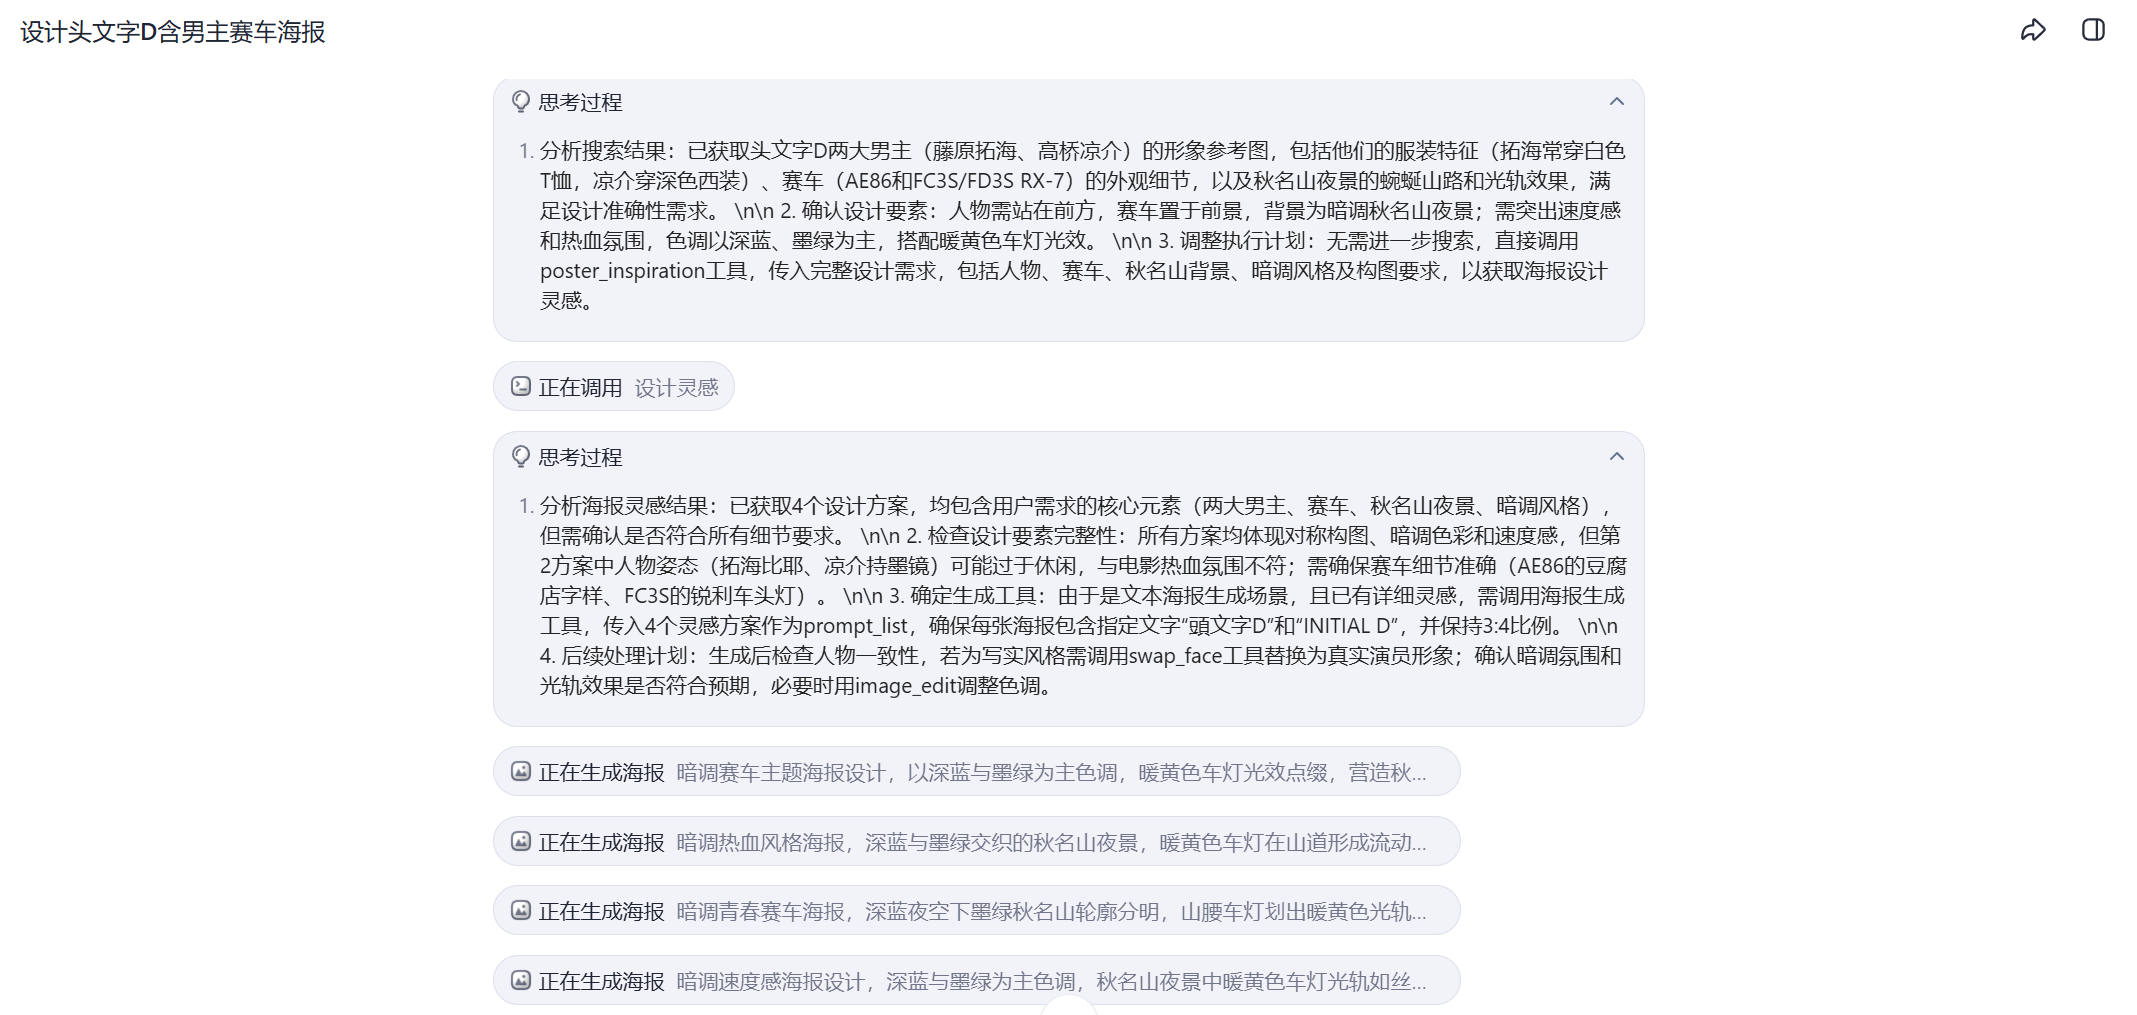 设计头文字D含男主赛车海报
思考过程
1. 分析搜索结果：已获取头文字D两大男主（藤原拓海、高桥凉介）的形象参考图，包括他们的服装特征（拓海常穿白色
T恤，凉介穿深色西装）、赛车（AE86和FC3S/FD3S RX-7）的外观细节，以及秋名山夜景的蜿蜒山路和光轨效果，满
足设计准确性需求。 \n\n 2. 确认设计要素：人物需站在前方，赛车置于前景，背景为暗调秋名山夜景；需突出速度感
和热血氛围，色调以深蓝、墨绿为主，搭配暖黄色车灯光效。 \n\n 3. 调整执行计划：无需进一步搜索，直接调用
poster_inspiration工具，传入完整设计需求，包括人物、赛车、秋名山背景、暗调风格及构图要求，以获取海报设计
灵感。
正在调用 设计灵感
思考过程
1. 分析海报灵感结果：已获取4个设计方案，均包含用户需求的核心元素（两大男主、赛车、秋名山夜景、暗调风格），
但需确认是否符合所有细节要求。 \n\n 2. 检查设计要素完整性：所有方案均体现对称构图、暗调色彩和速度感，但第
2方案中人物姿态（拓海比耶、凉介持墨镜）可能过于休闲，与电影热血氛围不符；需确保赛车细节准确（AE86的豆腐
店字样、FC3S的锐利车头灯）。 \n\n 3. 确定生成工具：由于是文本海报生成场景，且已有详细灵感，需调用海报生成
工具，传入4个灵感方案作为prompt_list，确保每张海报包含指定文字“頭文字D”和“INITIAL D”，并保持3:4比例。 \n\n
4. 后续处理计划：生成后检查人物一致性，若为写实风格需调用swap_face工具替换为真实演员形象；确认暗调氛围和
光轨效果是否符合预期，必要时用image_edit调整色调。
正在生成海报 暗调赛车主题海报设计，以深蓝与墨绿为主色调，暖黄色车灯光效点缀，营造秋...
正在生成海报 暗调热血风格海报，深蓝与墨绿交织的秋名山夜景，暖黄色车灯在山道形成流动...
正在生成海报 暗调青春赛车海报，深蓝夜空下墨绿秋名山轮廓分明，山腰车灯划出暖黄色光轨...
正在生成海报 暗调速度感海报设计，深蓝与墨绿为主色调，秋名山夜景中暖黄色车灯光轨如丝...